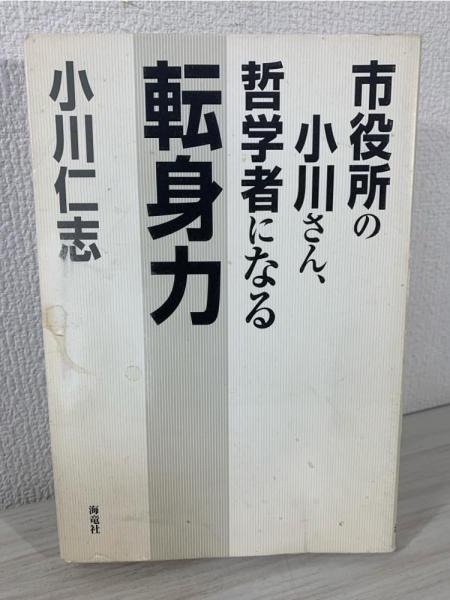 市役所の
小川さん、
哲学者になる
転身力
小川仁志
海竜社